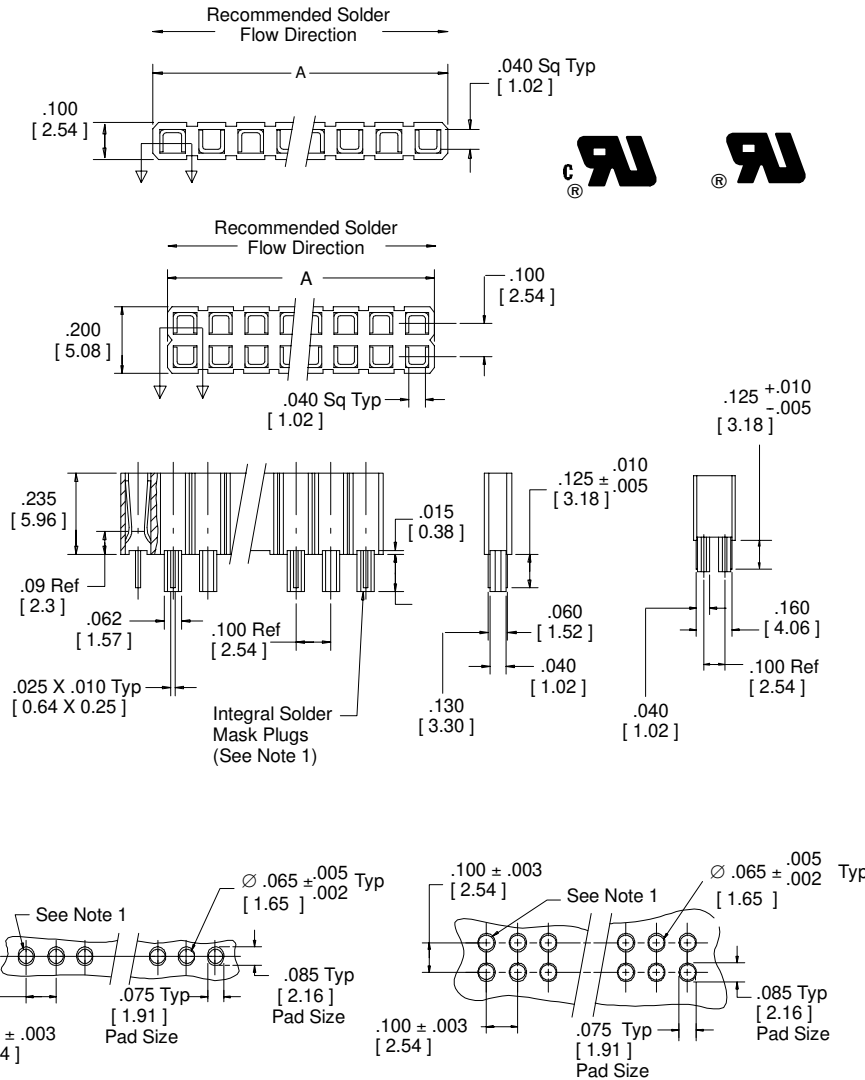 Recommended Solder
Flow Direction
A
.040 Sq Typ
[ 1.02 ]
.100
[ 2.54 ]
C
®
®
Recommended Solder
Flow Direction
A
.100
[ 2.54 ]
.200
[ 5.08 ]
.040 Sq Typ
[ 1.02 ]
.125 +.010
-.005
[ 3.18 ]
.235
[ 5.96 ]
.015
[ 0.38 ]
.125 ± .010
.005
[ 3.18 ]
.09 Ref
[ 2.3 ]
.062
[ 1.57 ]
.100 Ref
[ 2.54 ]
.025 X .010 Typ
[ 0.64 X 0.25 ]
Integral Solder
Mask Plugs
(See Note 1)
.060
[ 1.52 ]
.040
[ 1.02 ]
.130
[ 3.30 ]
.160
[ 4.06 ]
.100 Ref
[ 2.54 ]
.040
[ 1.02 ]
See Note 1
Ø .065 ± .005 Typ
.002
[ 1.65 ]
.085 Typ
[ 2.16 ]
Pad Size
.075 Typ
[ 1.91 ]
Pad Size
± .003
4 ]
.100 ± .003
[ 2.54 ]
See Note 1
Ø .065 ± .005 Typ
.002
[ 1.65 ]
.085 Typ
[ 2.16 ]
Pad Size
.100 ± .003
[ 2.54 ]
.075 Typ
[ 1.91 ]
Pad Size